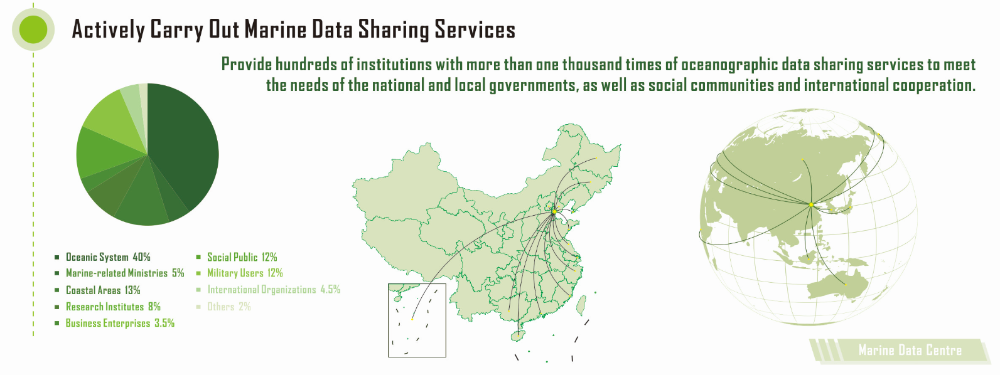 Actively Carry Out Marine Data Sharing Services
Provide hundreds of institutions with more than one thousand times of oceanographic data sharing services to meet
the needs of the national and local governments, as well as social communities and international cooperation.
Oceanic System 40%
Marine-related Ministries 5%
Coastal Areas 13%
Research Institutes 8%
Business Enterprises 3.5%
Social Public 12%
Military Users 12%
International Organizations 4.5%
Others 2%
Marine Data Centre